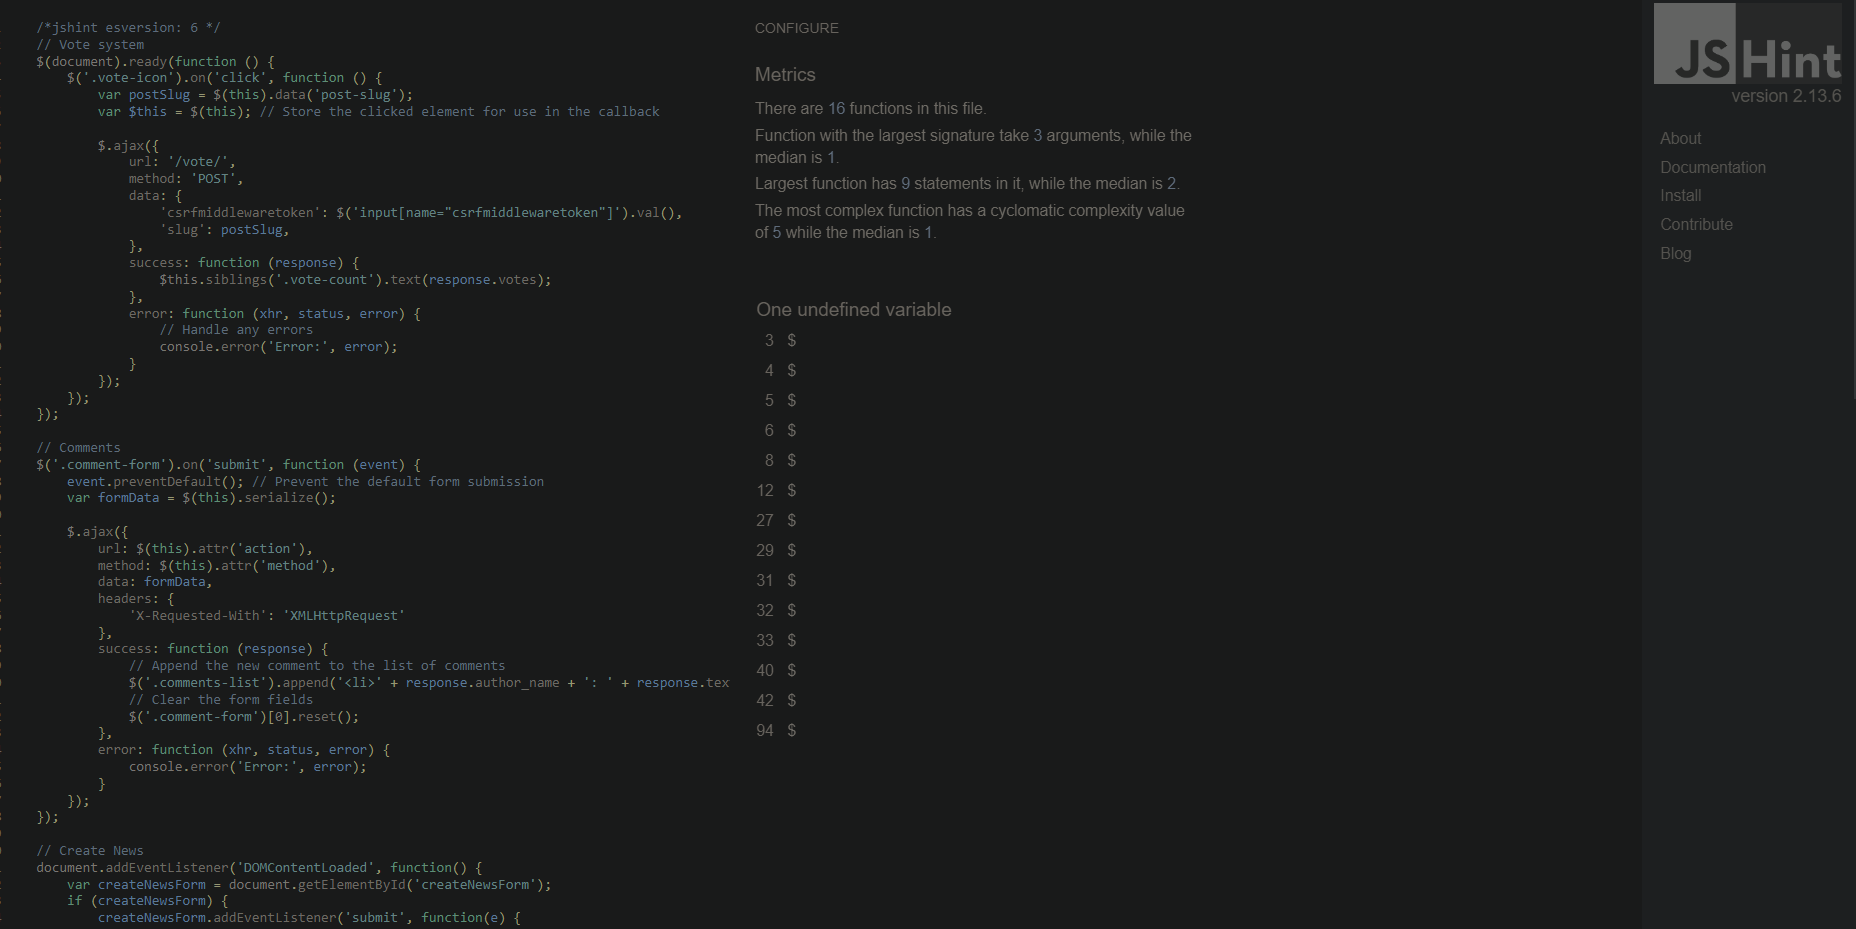 /*jshint esversion: 6 */
// Vote system
$(document).ready(function () {
    $('.vote-icon').on('click', function () {
        var postSlug = $(this).data('post-slug');
        var $this = $(this); // Store the clicked element for use in the callback
        $.ajax({
            url: '/vote/',
            method: 'POST',
            data: {
                'csrfmiddlewaretoken': $('input[name="csrfmiddlewaretoken"]').val(),
                'slug': postSlug,
            },
            success: function (response) {
                $this.siblings('.vote-count').text(response.votes);
            },
            error: function (xhr, status, error) {
                // Handle any errors
                console.error('Error:', error);
            }
        });
    });
});
// Comments
$('.comment-form').on('submit', function (event) {
    event.preventDefault(); // Prevent the default form submission
    var formData = $(this).serialize();
    $.ajax({
        url: $(this).attr('action'),
        method: $(this).attr('method'),
        data: formData,
        headers: {
            'X-Requested-With': 'XMLHttpRequest'
        },
        success: function (response) {
            // Append the new comment to the list of comments
            $('.comments-list').append('<li>' + response.author_name + ': ' + response.tex
            // Clear the form fields
            $('.comment-form')[0].reset();
        },
        error: function (xhr, status, error) {
            console.error('Error:', error);
        }
    });
});
// Create News
document.addEventListener('DOMContentLoaded', function() {
    var createNewsForm = document.getElementById('createNewsForm');
    if (createNewsForm) {
        createNewsForm.addEventListener('submit', function(e) {
CONFIGURE
Metrics
There are 16 functions in this file.
Function with the largest signature take 3 arguments, while the
median is 1.
Largest function has 9 statements in it, while the median is 2.
The most complex function has a cyclomatic complexity value
of 5 while the median is 1.
One undefined variable
3 $
4 $
5 $
6 $
8 $
12 $
27 $
29 $
31 $
32 $
33 $
40 $
42 $
94 $
JSHint
version 2.13.6
About
Documentation
Install
Contribute
Blog